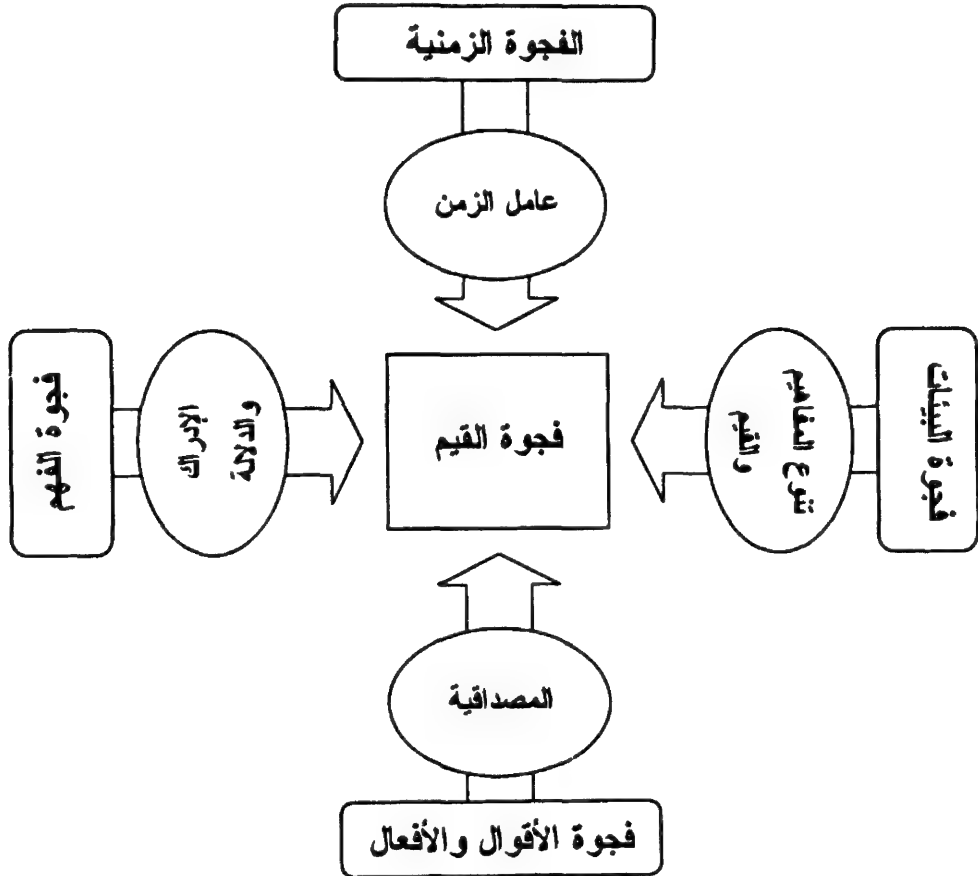 الفجوة الزمنية
عامل الزمن
فجوة البيئات
تنوع المفاهيم
والقيم
فجوة القيم
الإدراك
والدلالة
فجوة الفهم
المصداقية
فجوة الأقوال والأفعال